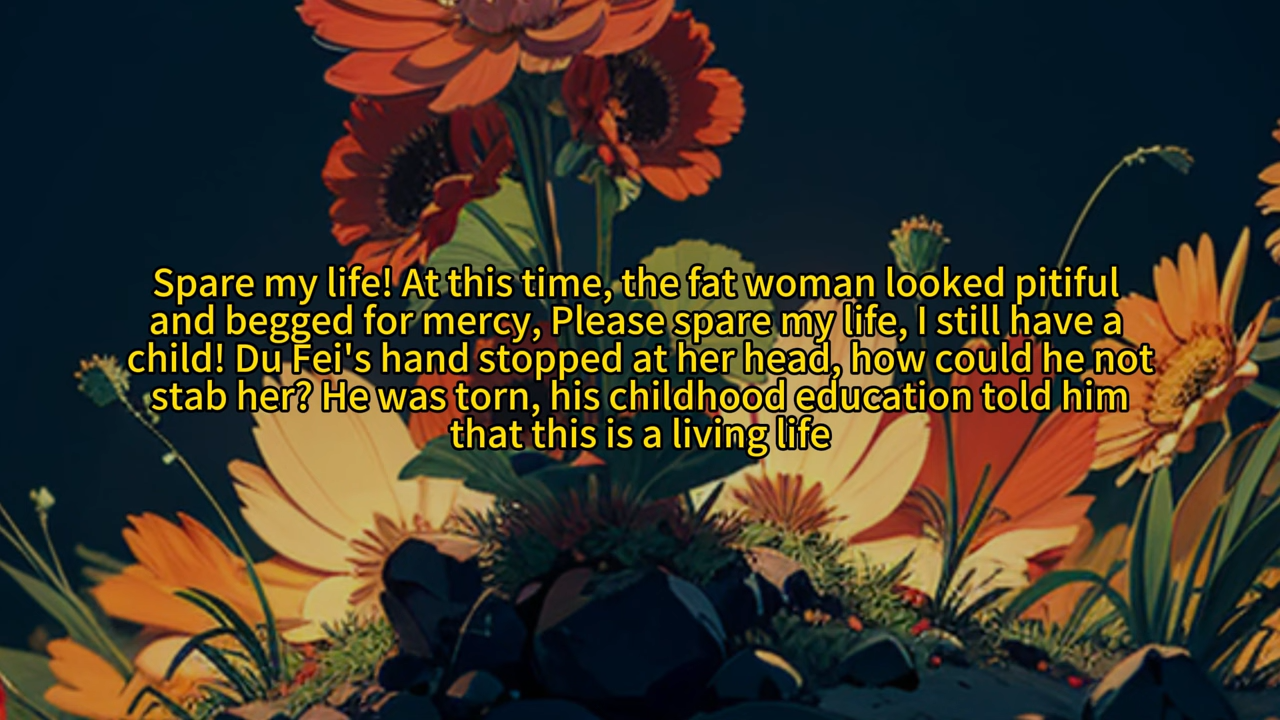 Spare my life! At this time, the fat woman looked pitiful
and begged for mercy, Please spare my life, I still have a
child! Du Fei's hand stopped at her head, how could he not
stab her? He was torn, his childhood education told him
that this is a living life